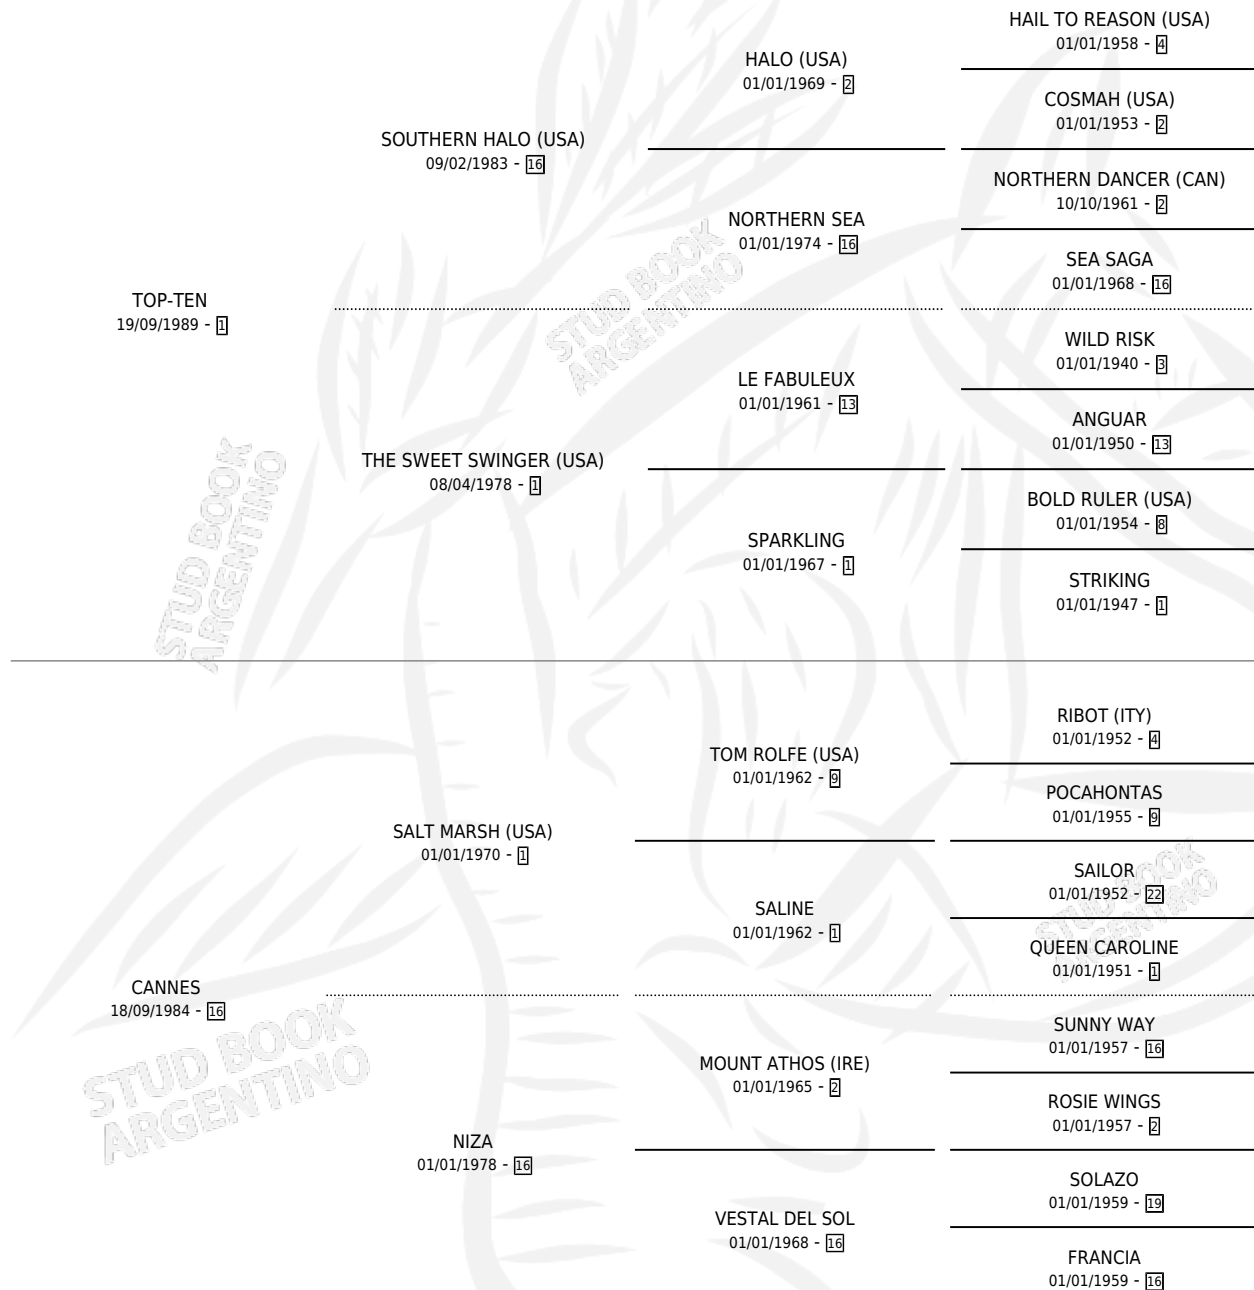 HAIL TO REASON (USA)
01/01/1958 - 4
HALO (USA)
01/01/1969 - 2
COSMAH (USA)
01/01/1953 - 2
SOUTHERN HALO (USA)
09/02/1983 - 16
NORTHERN DANCER (CAN)
10/10/1961 - 2
NORTHERN SEA
01/01/1974 - 16
SEA SAGA
01/01/1968 - 16
TOP-TEN
19/09/1989 - 1
STUD BOOK
ARGENTINO
WILD RISK
01/01/1940 - 3
LE FABULEUX
01/01/1961 - 13
ANGUAR
01/01/1950 - 13
THE SWEET SWINGER (USA)
08/04/1978 - 1
BOLD RULER (USA)
01/01/1954 - 8
SPARKLING
01/01/1967 - 1
STRIKING
01/01/1947 - 1
STUD BOOK
ARGENTINO
RIBOT (ITY)
01/01/1952 - 4
TOM ROLFE (USA)
01/01/1962 - 9
POCAHONTAS
01/01/1955 - 9
SALT MARSH (USA)
01/01/1970 - 1
SAILOR
01/01/1952 - 22
SALINE
01/01/1962 - 1
QUEEN CAROLINE
01/01/1951 - 1
STUD BOOK
ARGENTINO
CANNES
18/09/1984 - 16
SUNNY WAY
01/01/1957 - 16
MOUNT ATHOS (IRE)
01/01/1965 - 2
ROSIE WINGS
01/01/1957 - 2
STUD BOOK
ARGENTINO
NIZA
01/01/1978 - 16
SOLAZO
01/01/1959 - 19
VESTAL DEL SOL
01/01/1968 - 16
FRANCIA
01/01/1959 - 16